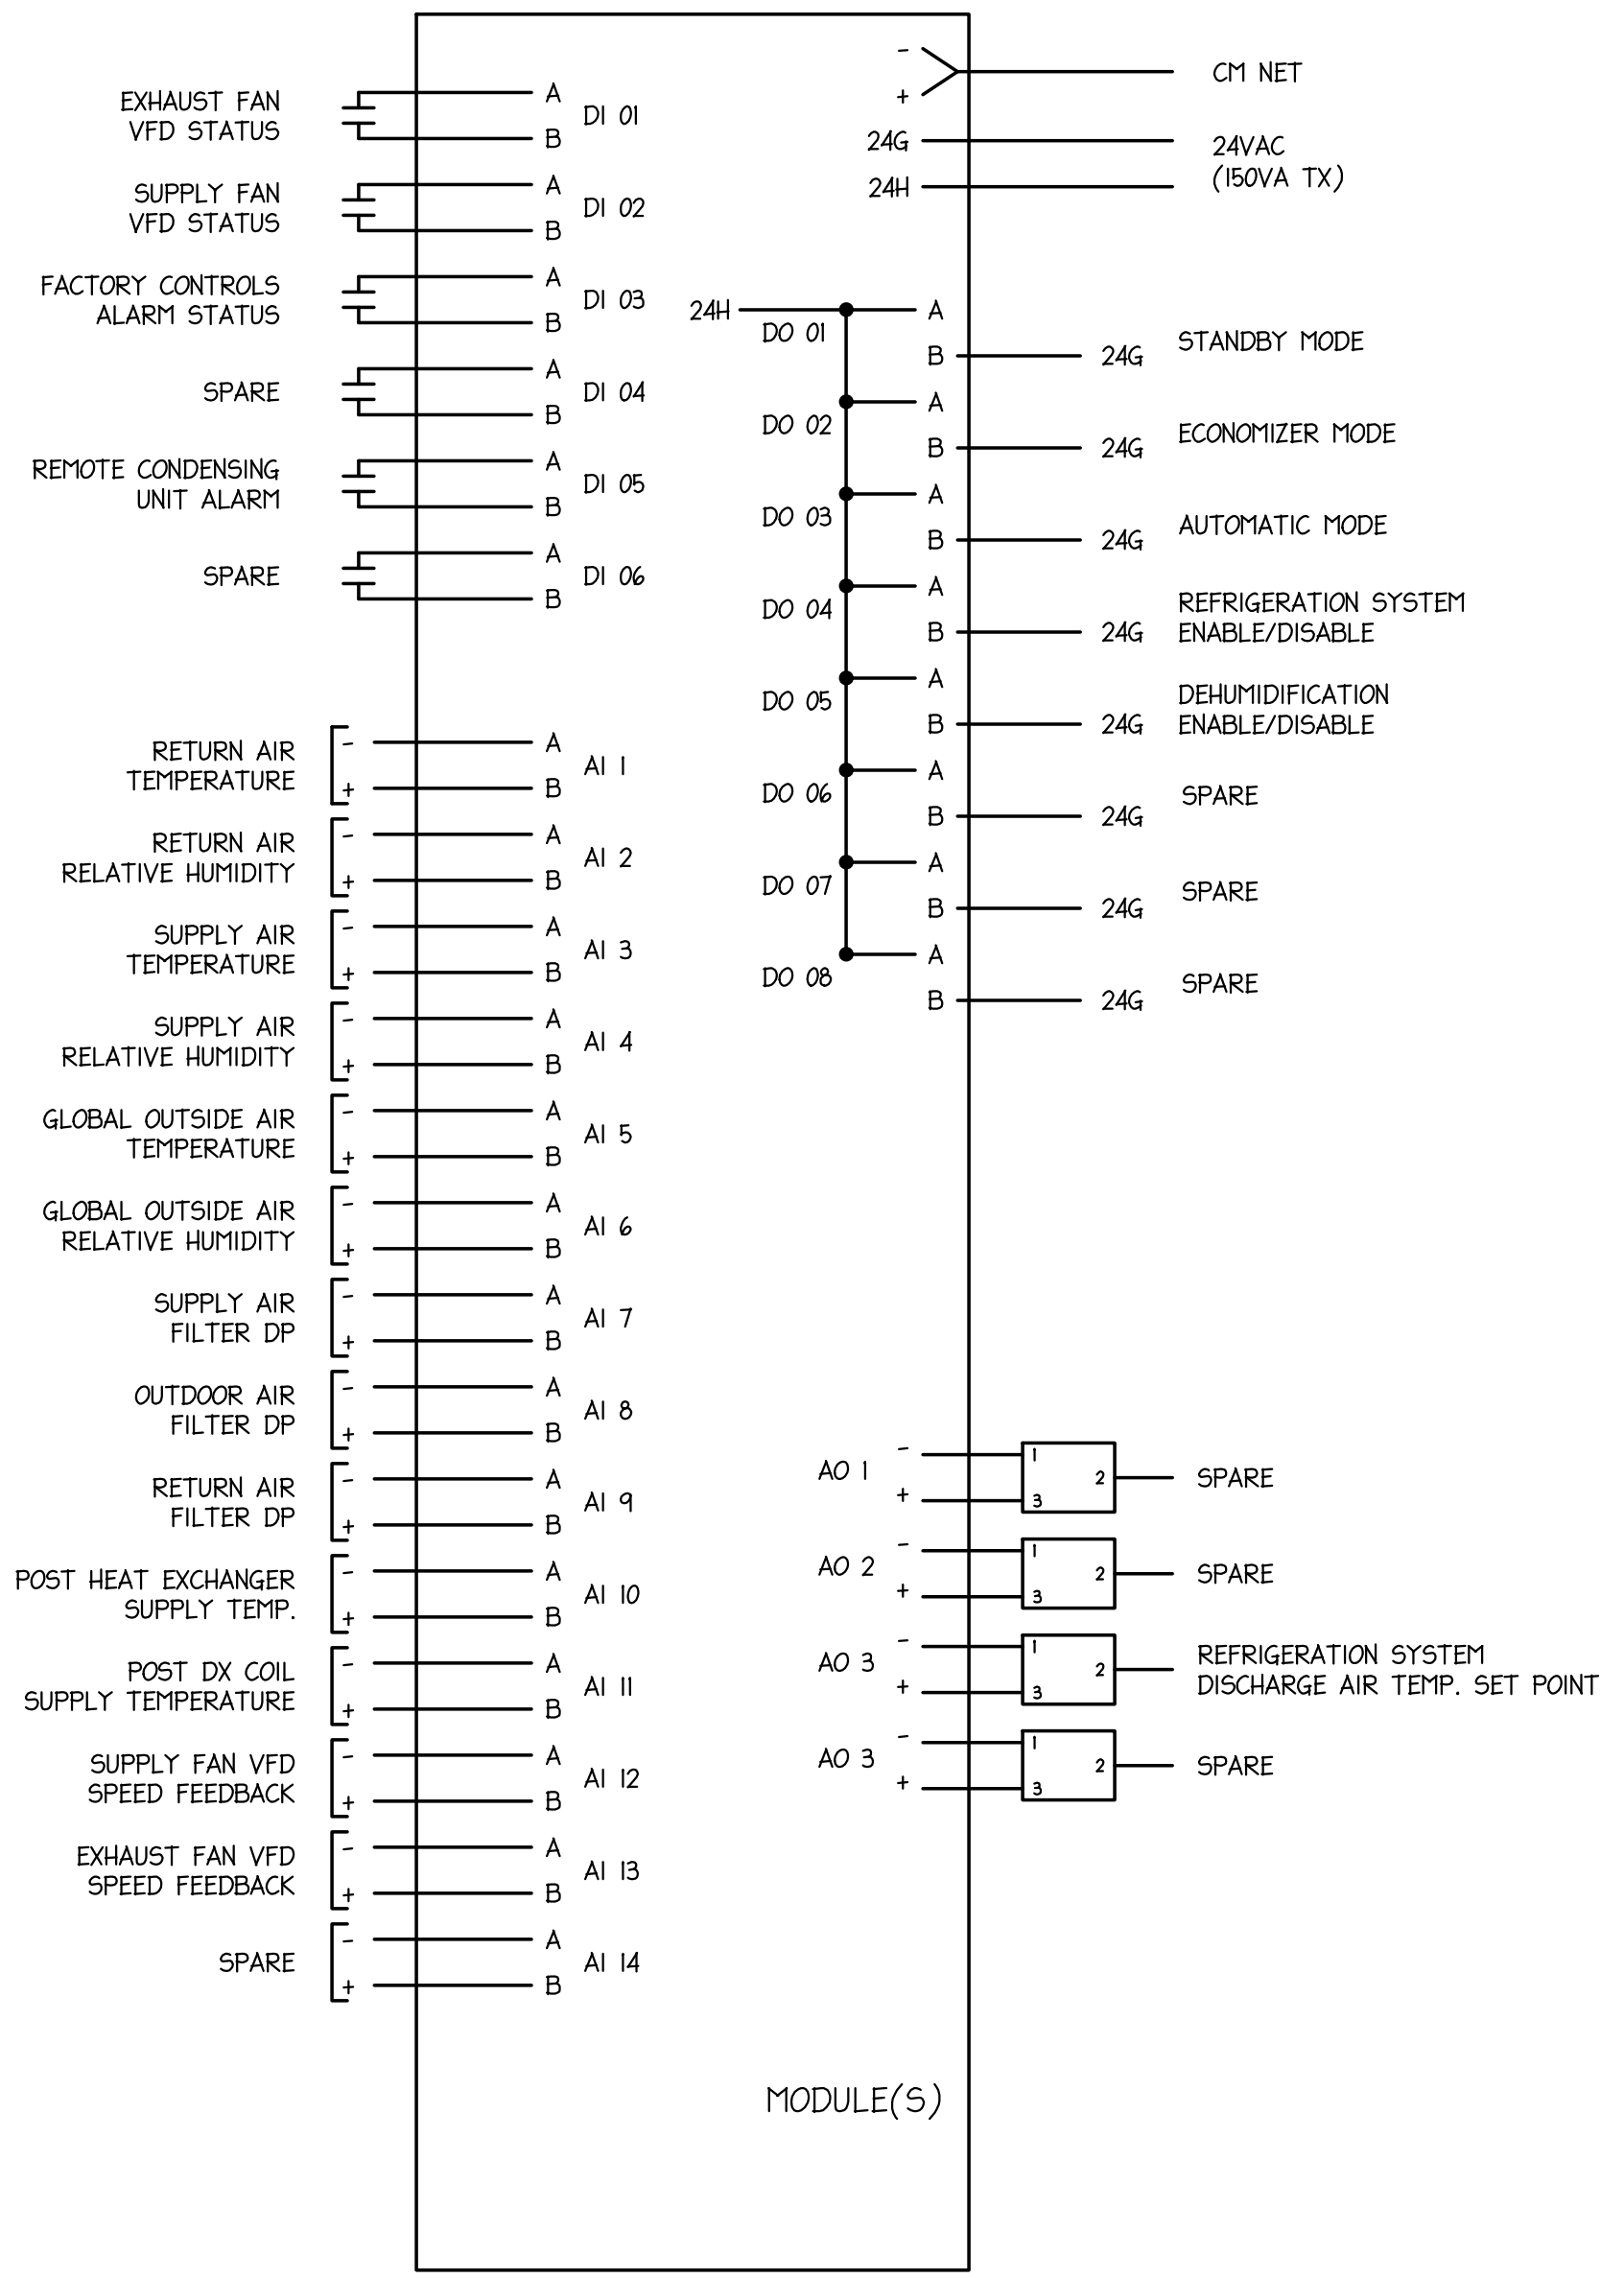 EXHAUST FAN
VFD STATUS
A
B
DI 01
SUPPLY FAN
VFD STATUS
A
B
DI 02
FACTORY CONTROLS
ALARM STATUS
A
B
DI 03
SPARE
A
B
DI 04
REMOTE CONDENSING
UNIT ALARM
A
B
DI 05
SPARE
A
B
DI 06
RETURN AIR
TEMPERATURE
-
+
A
B
AI 1
RETURN AIR
RELATIVE HUMIDITY
-
+
A
B
AI 2
SUPPLY AIR
TEMPERATURE
-
+
A
B
AI 3
SUPPLY AIR
RELATIVE HUMIDITY
-
+
A
B
AI 4
GLOBAL OUTSIDE AIR
TEMPERATURE
-
+
A
B
AI 5
GLOBAL OUTSIDE AIR
RELATIVE HUMIDITY
-
+
A
B
AI 6
SUPPLY AIR
FILTER DP
-
+
A
B
AI 7
OUTDOOR AIR
FILTER DP
-
+
A
B
AI 8
RETURN AIR
FILTER DP
-
+
A
B
AI 9
POST HEAT EXCHANGER
SUPPLY TEMP.
-
+
A
B
AI 10
POST DX COIL
SUPPLY TEMPERATURE
-
+
A
B
AI 11
SUPPLY FAN VFD
SPEED FEEDBACK
-
+
A
B
AI 12
EXHAUST FAN VFD
SPEED FEEDBACK
-
+
A
B
AI 13
SPARE
-
+
A
B
AI 14
-
+
CM NET
24G
24H
24VAC
(150VA TX)
24H
DO 01
A
B
24G
STANDBY MODE
DO 02
A
B
24G
ECONOMIZER MODE
DO 03
A
B
24G
AUTOMATIC MODE
DO 04
A
B
24G
REFRIGERATION SYSTEM
ENABLE/DISABLE
DO 05
A
B
24G
DEHUMIDIFICATION
ENABLE/DISABLE
DO 06
A
B
24G
SPARE
DO 07
A
B
24G
SPARE
DO 08
A
B
24G
SPARE
AO 1
-
+
1
2
3
SPARE
AO 2
-
+
1
2
3
SPARE
AO 3
-
+
1
2
3
REFRIGERATION SYSTEM
DISCHARGE AIR TEMP. SET POINT
AO 3
-
+
1
2
3
SPARE
MODULE(S)